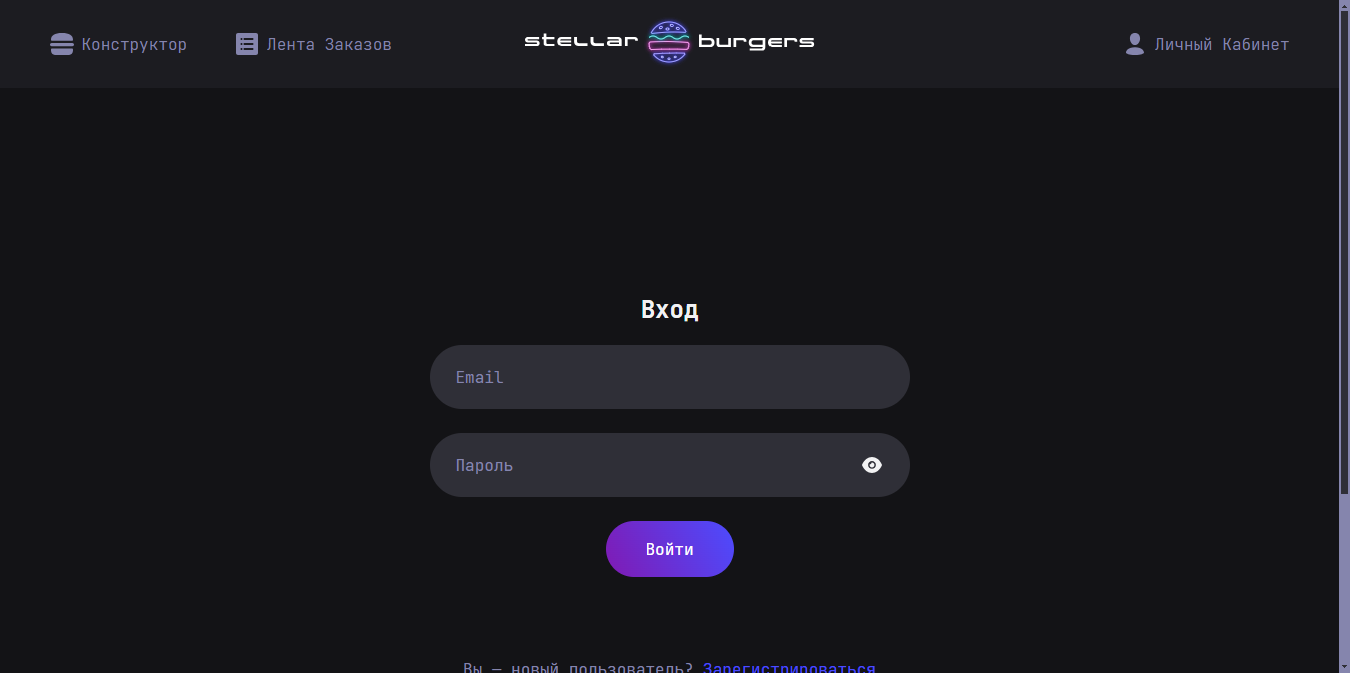 Конструктор
Лента Заказов
stellar burgers
Личный Кабинет
Вход
Email
Пароль
Войти
Вы — новый пользователь? Зарегистрироваться